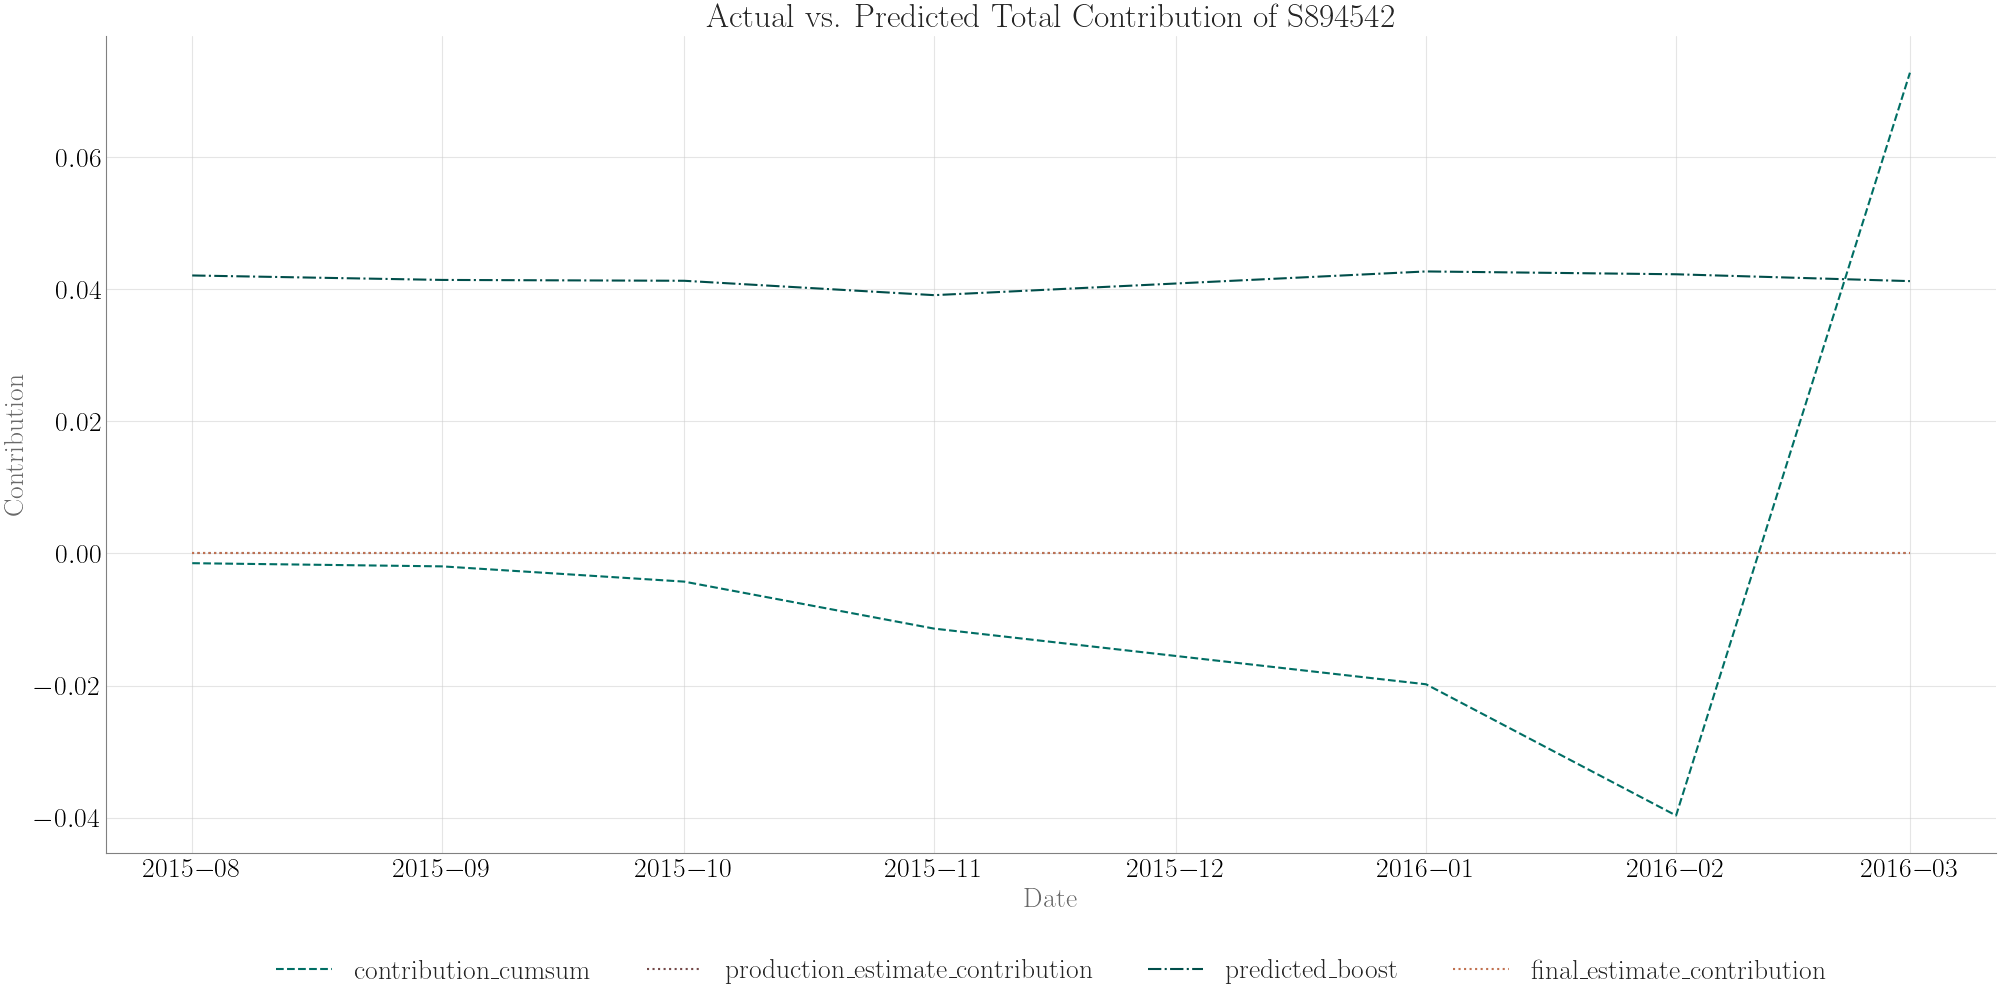 Actual vs. Predicted Total Contribution of S894542
Contribution
0.06
0.04
0.02
0.00
−0.02
−0.04
2015−08 2015−09 2015−10 2015−11 2015−12 2016−01 2016−02 2016−03
Date
contribution_cumsum production_estimate_contribution predicted_boost final_estimate_contribution